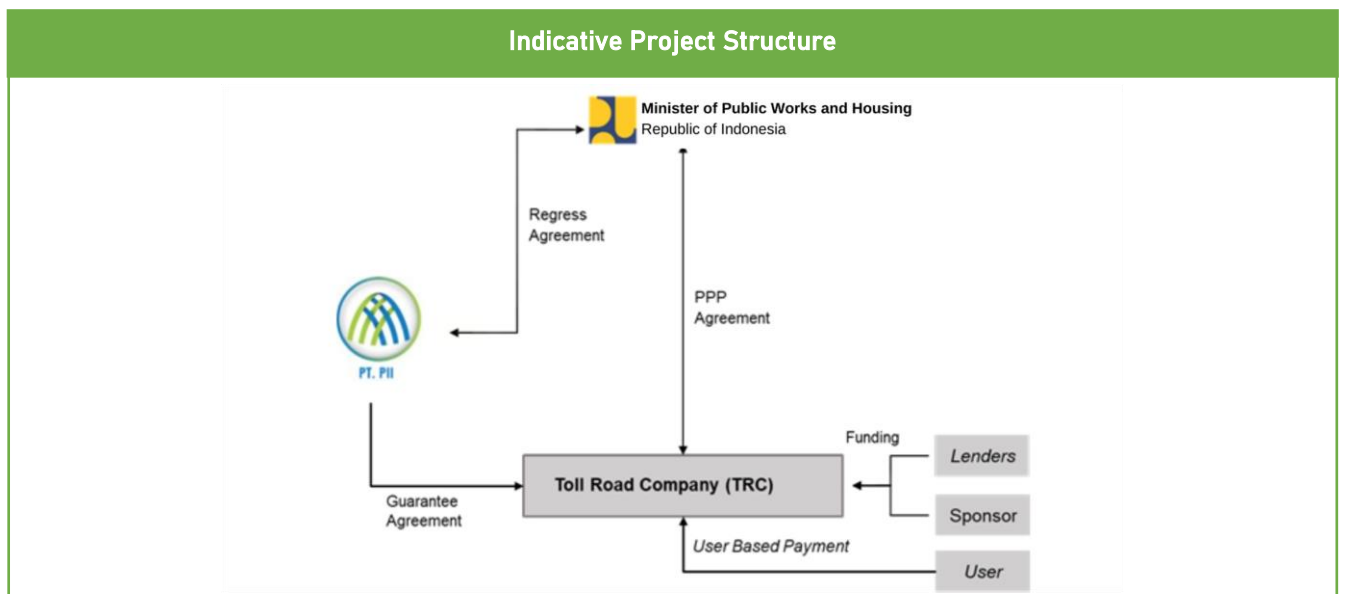 Indicative Project Structure
Minister of Public Works and Housing
Republic of Indonesia
Regress
Agreement
PPP
Agreement
PT. PII
Funding
Lenders
Toll Road Company (TRC)
Guarantee
Agreement
Sponsor
User Based Payment
User